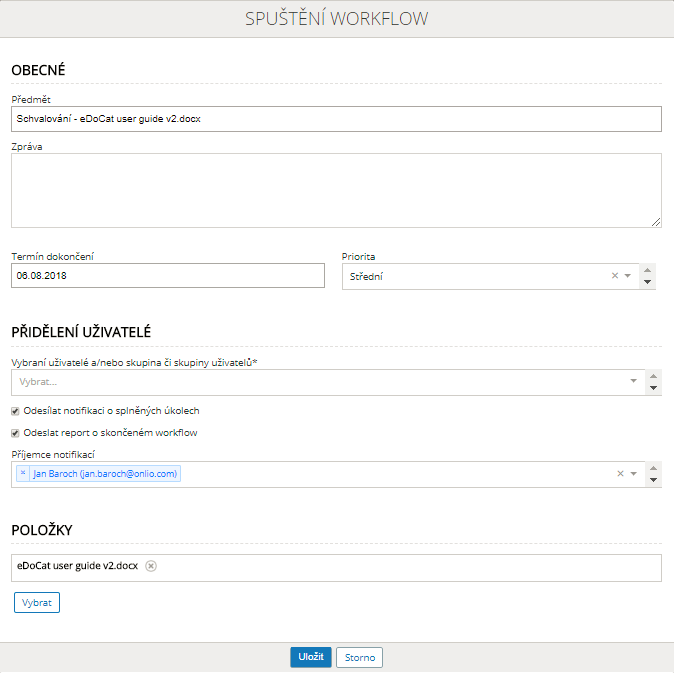 SPUŠTĚNÍ WORKFLOW
OBECNÉ
Předmět
Schvalování - eDoCat user guide v2.docx
Zpráva
Termín dokončení
Priorita
06.08.2018
Střední
PŘIDĚLENÍ UŽIVATELÉ
Vybraní uživatelé a/nebo skupina či skupiny uživatelů*
Vybrat...
Odesílat notifikaci o splněných úkolech
Odeslat report o skončeném workflow
Příjemce notifikací
× Jan Baroch (jan.baroch@onlio.com)
POLOŽKY
eDoCat user guide v2.docx
Vybrat
Uložit
Storno